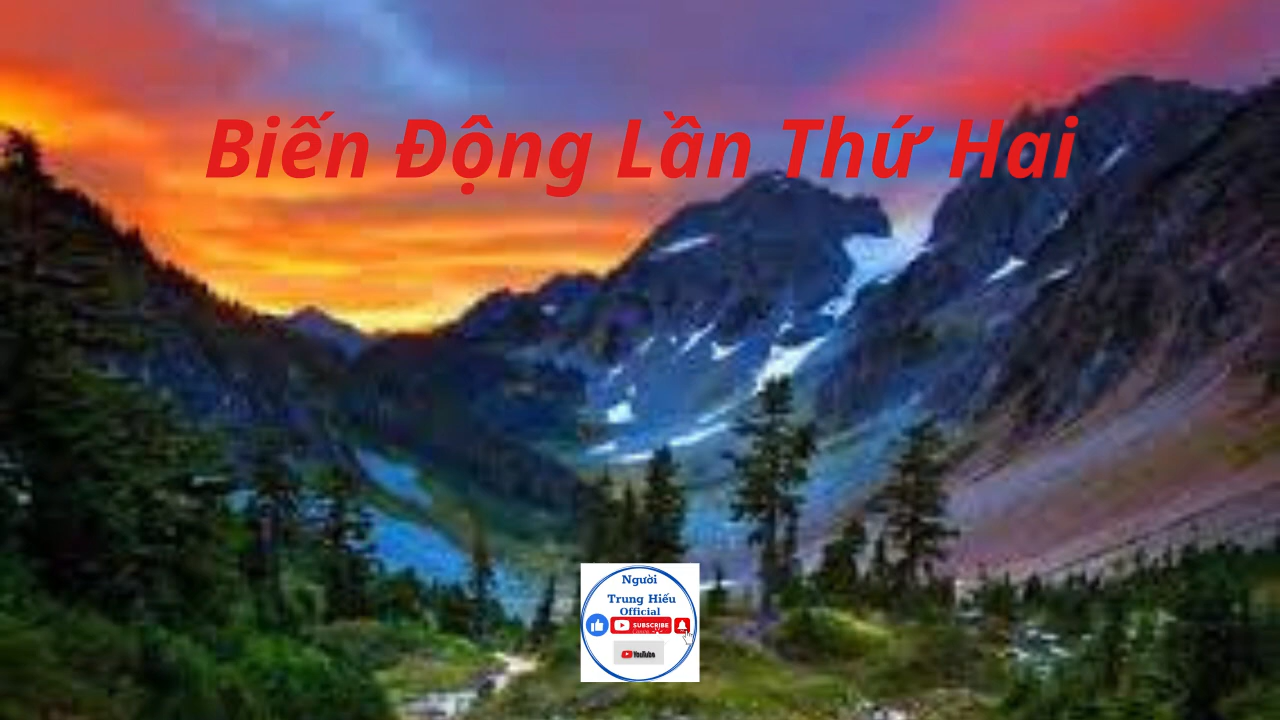 Biến Động Lần Thứ Hai
Người
Trung Hiếu
Official
SUBSCRIBE
YouTube